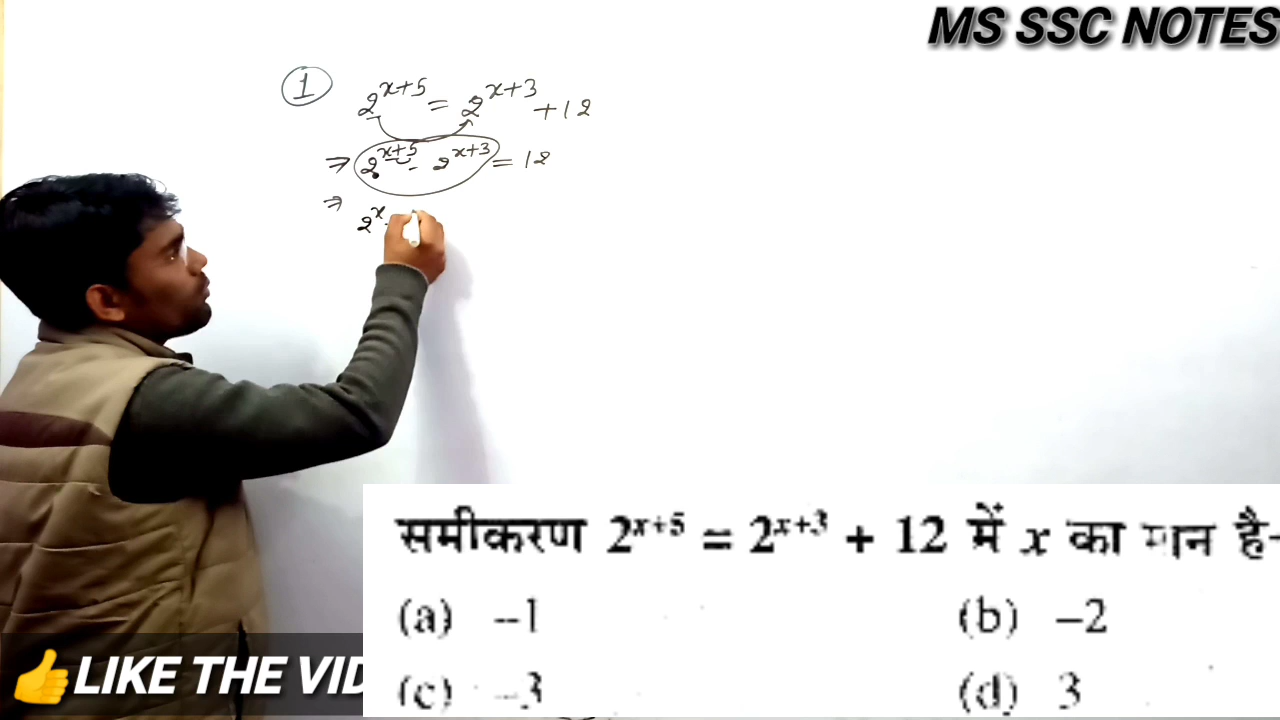 MS SSC NOTES
① 2^{x+5} = 2^{x+3} + 12
⇒ 2^{x+5} - 2^{x+3} = 12
⇒ 2^x
समीकरण 2^{x+5} = 2^{x+3} + 12 में x का मान है-
(a) –1 (b) –2
(c) –3 (d) 3
👍LIKE THE VID